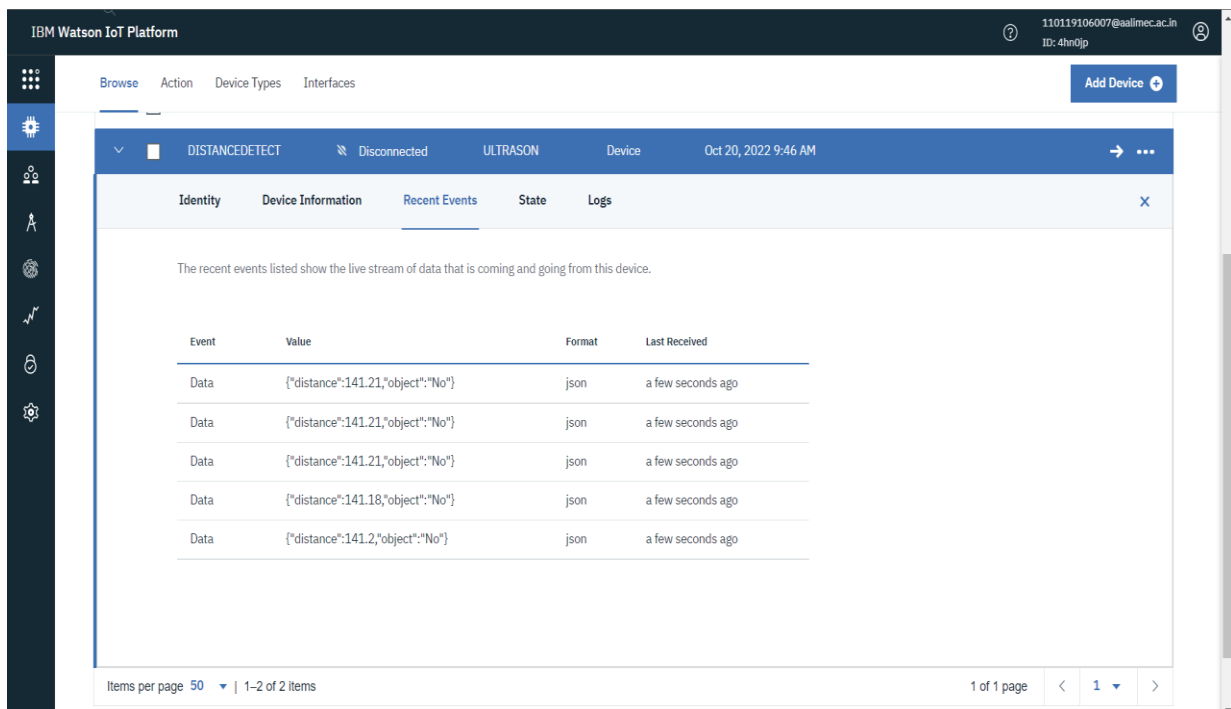 IBM Watson IoT Platform
110119106007@aalimec.ac.in
ID: 4hn0jp
Browse Action Device Types Interfaces
Add Device
DISTANCEDETECT Disconnected ULTRASON Device Oct 20, 2022 9:46 AM
Identity Device Information Recent Events State Logs
The recent events listed show the live stream of data that is coming and going from this device.
Event Value Format Last Received
Data {"distance":141.21,"object":"No"} json a few seconds ago
Data {"distance":141.21,"object":"No"} json a few seconds ago
Data {"distance":141.21,"object":"No"} json a few seconds ago
Data {"distance":141.18,"object":"No"} json a few seconds ago
Data {"distance":141.2,"object":"No"} json a few seconds ago
Items per page 50 | 1–2 of 2 items 1 of 1 page 1